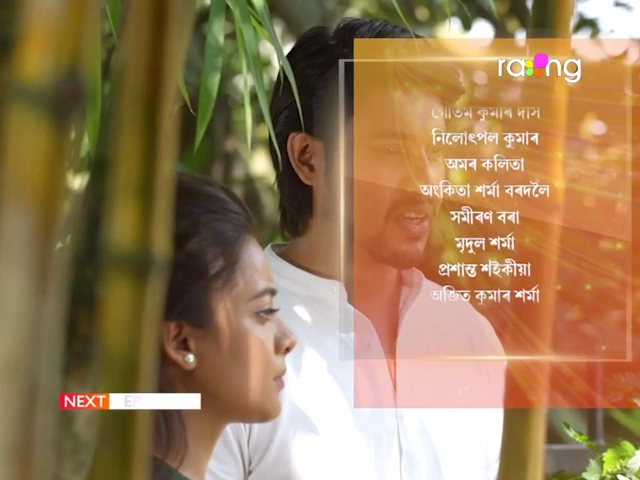 rang
গৌতম কুমাৰ দাস
নিলোৎপল কুমাৰ
অমৰ কলিতা
অংকিতা শৰ্মা বৰদলৈ
সমীৰণ বৰা
মৃদুল শৰ্মা
প্ৰশান্ত শইকীয়া
অজিত কুমাৰ শৰ্মা
NEXT